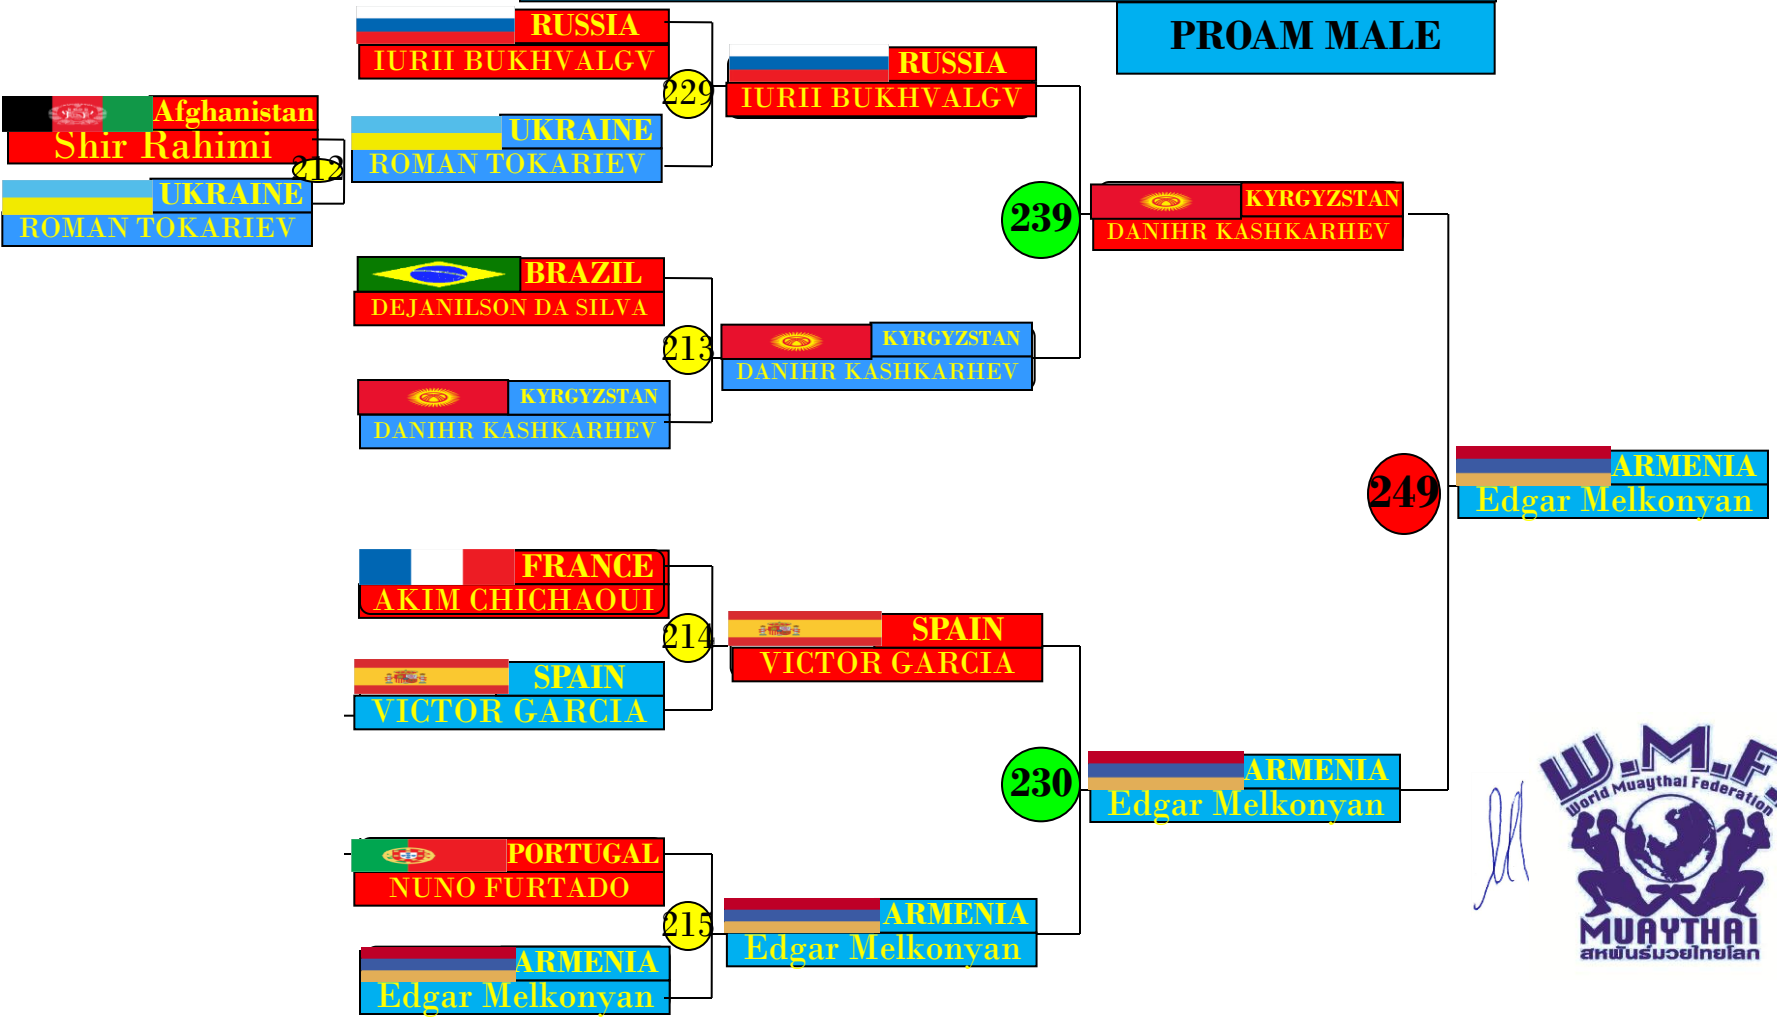 PROAM MALE
RUSSIA
IURII BUKHVALGV
229
UKRAINE
ROMAN TOKARIEV
Afghanistan
Shir Rahimi
212
UKRAINE
ROMAN TOKARIEV
RUSSIA
IURII BUKHVALGV
BRAZIL
DEJANILSON DA SILVA
213
KYRGYZSTAN
DANIHR KASHKARHEV
KYRGYZSTAN
DANIHR KASHKARHEV
239
KYRGYZSTAN
DANIHR KASHKARHEV
FRANCE
AKIM CHICHAOUI
214
SPAIN
VICTOR GARCIA
SPAIN
VICTOR GARCIA
PORTUGAL
NUNO FURTADO
215
ARMENIA
Edgar Melkonyan
ARMENIA
Edgar Melkonyan
230
ARMENIA
Edgar Melkonyan
249
ARMENIA
Edgar Melkonyan
W.M.F.
World Muaythai Federation
MUAYTHAI
สหพันธ์มวยไทยโลก